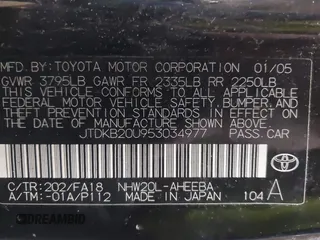 MFD. BY: TOYOTA MOTOR CORPORATION 01/05
GVWR 3795LB GAWR FR 2335LB RR 2250LB
THIS VEHICLE CONFORMS TO ALL APPLICABLE
FEDERAL MOTOR VEHICLE SAFETY, BUMPER,
AND THEFT PREVENTION STANDARDS IN
EFFECT ON THE DATE OF MANUFACTURE
SHOWN ABOVE.
JTDKB20U953034977 PASS.CAR
TOYOTA
C/TR:202/FA18 NHW20L-AHEEBA
A/TM:-01A/P112 MADE IN JAPAN 104 A
DREAMBID